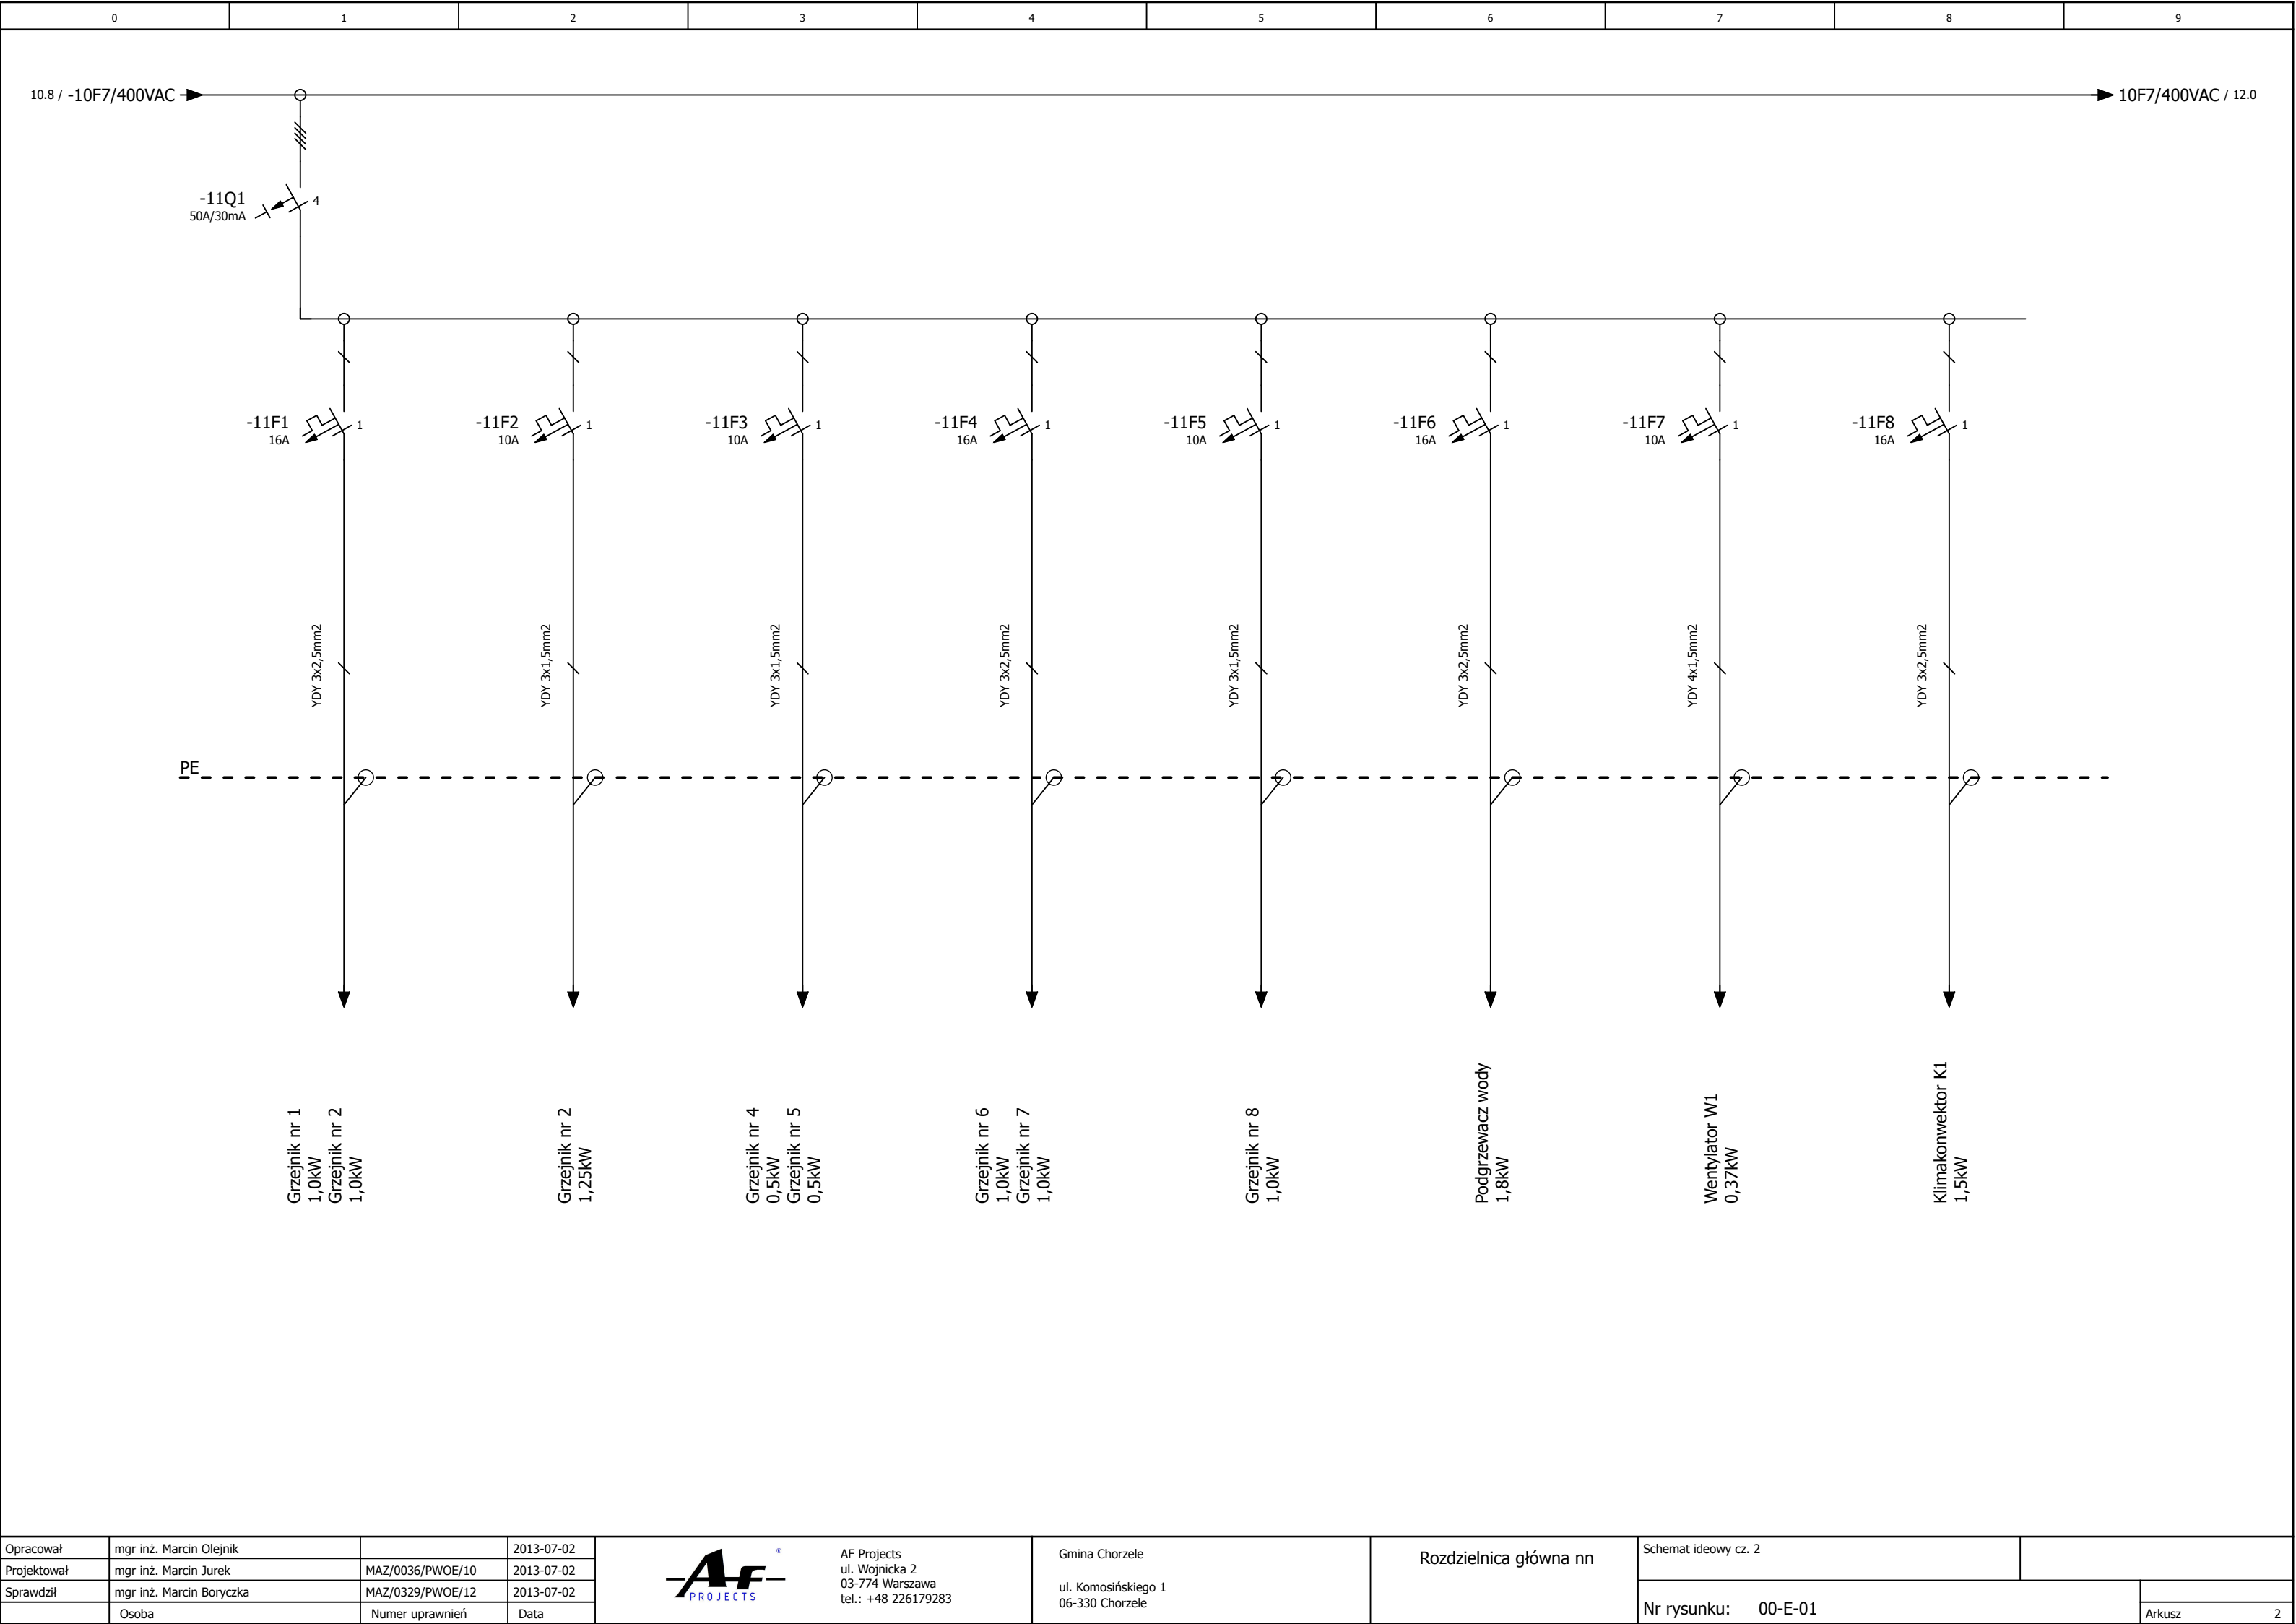 0 1 2 3 4 5 6 7 8 9
10.8 / -10F7/400VAC
10F7/400VAC / 12.0
-11Q1
50A/30mA
4
-11F1
16A
1
-11F2
10A
1
-11F3
10A
1
-11F4
16A
1
-11F5
10A
1
-11F6
16A
1
-11F7
10A
1
-11F8
16A
1
YDY 3x2,5mm2
YDY 3x1,5mm2
YDY 3x1,5mm2
YDY 3x2,5mm2
YDY 3x1,5mm2
YDY 3x2,5mm2
YDY 4x1,5mm2
YDY 3x2,5mm2
PE
Grzejnik nr 1
1,0kW
Grzejnik nr 2
1,0kW
Grzejnik nr 2
1,25kW
Grzejnik nr 4
0,5kW
Grzejnik nr 5
0,5kW
Grzejnik nr 6
1,0kW
Grzejnik nr 7
1,0kW
Grzejnik nr 8
1,0kW
Podgrzewacz wody
1,8kW
Wentylator W1
0,37kW
Klimakonwektor K1
1,5kW
Opracował mgr inż. Marcin Olejnik 2013-07-02
Projektował mgr inż. Marcin Jurek MAZ/0036/PWOE/10 2013-07-02
Sprawdził mgr inż. Marcin Boryczka MAZ/0329/PWOE/12 2013-07-02
Osoba Numer uprawnień Data
AF ®
PROJECTS
AF Projects
ul. Wojnicka 2
03-774 Warszawa
tel.: +48 226179283
Gmina Chorzele
ul. Komosińskiego 1
06-330 Chorzele
Rozdzielnica główna nn
Schemat ideowy cz. 2
Nr rysunku: 00-E-01
Arkusz 2